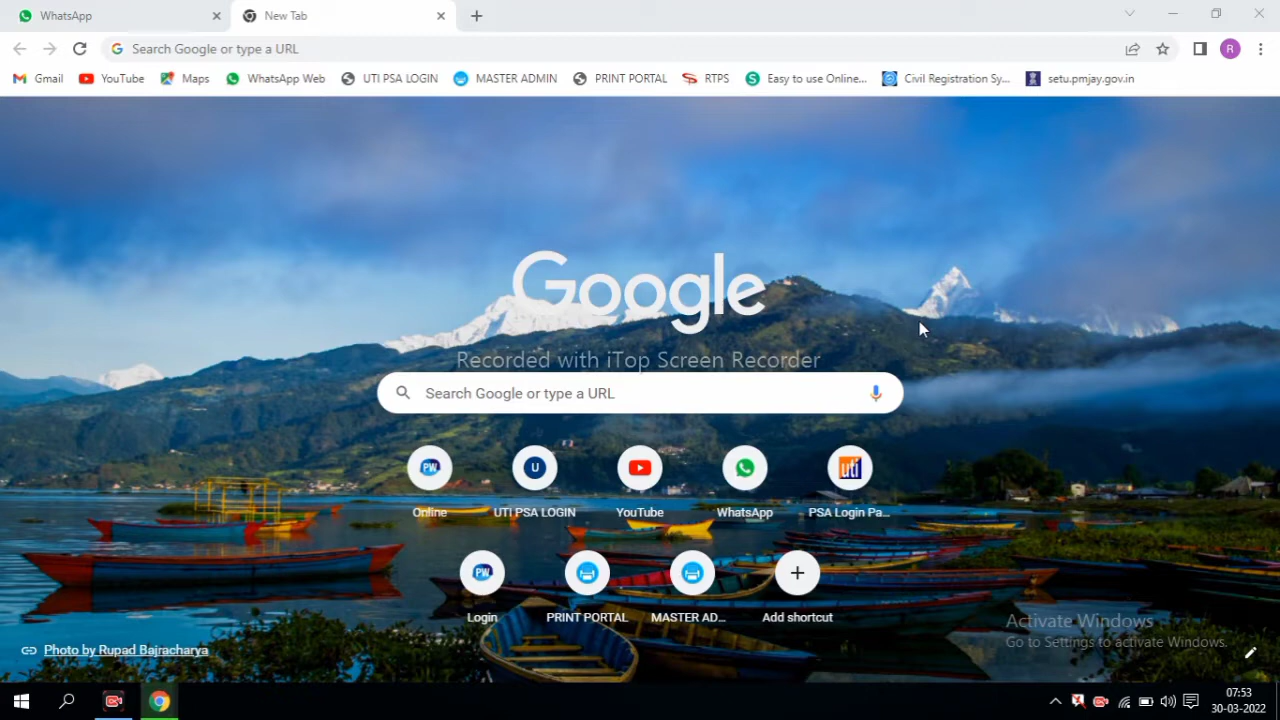 WhatsApp
New Tab
Search Google or type a URL
R
Gmail
YouTube
Maps
WhatsApp Web
UTI PSA LOGIN
MASTER ADMIN
PRINT PORTAL
RTPS
Easy to use Online...
Civil Registration Sy...
setu.pmjay.gov.in
Google
Recorded with iTop Screen Recorder
Search Google or type a URL
PW
U
uti
Online
UTI PSA LOGIN
YouTube
WhatsApp
PSA Login Pa...
PW
Login
PRINT PORTAL
MASTER AD...
Add shortcut
Activate Windows
Go to Settings to activate Windows.
Photo by Rupad Bajracharya
07:53
30-03-2022